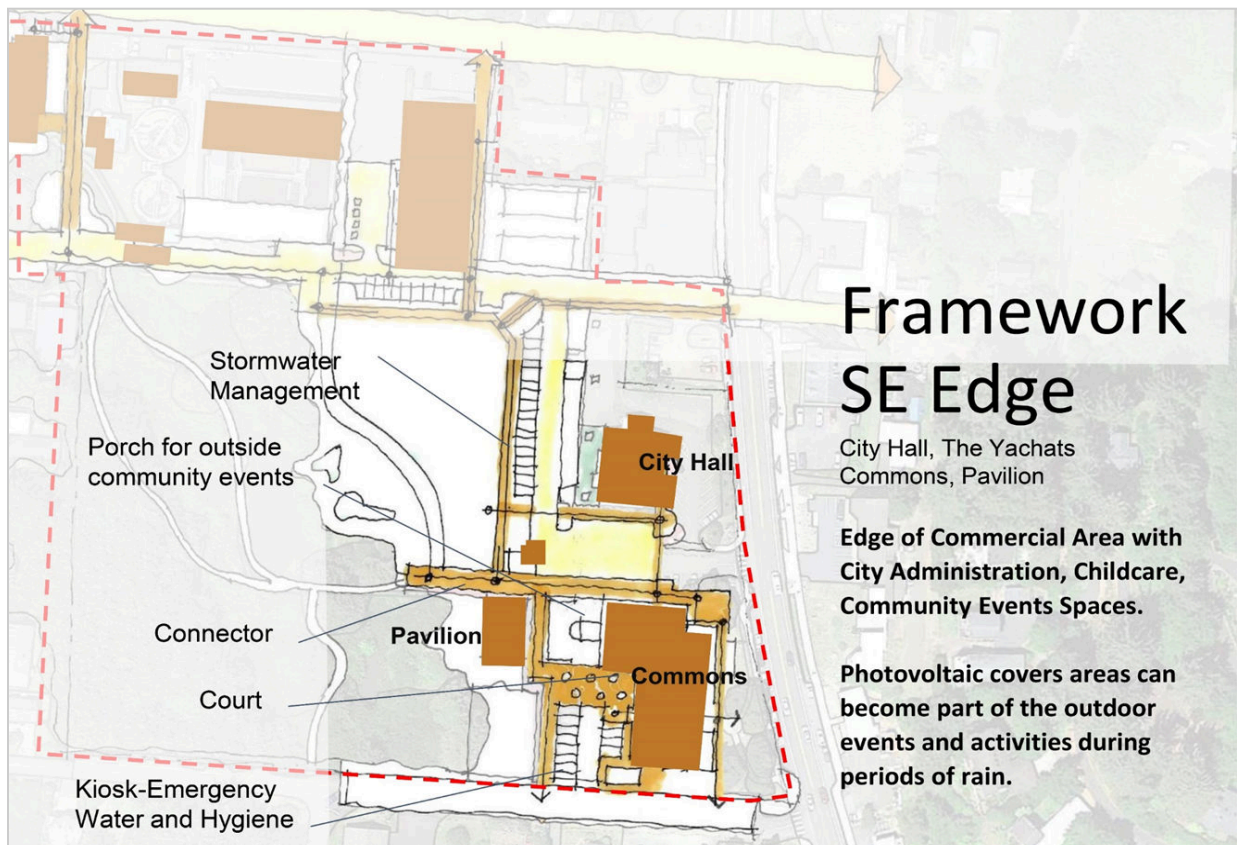 Framework
SE Edge
City Hall, The Yachats
Commons, Pavilion
Edge of Commercial Area with
City Administration, Childcare,
Community Events Spaces.
Photovoltaic covers areas can
become part of the outdoor
events and activities during
periods of rain.
Stormwater
Management
Porch for outside
community events
City Hall
Connector
Pavilion
Court
Commons
Kiosk-Emergency
Water and Hygiene